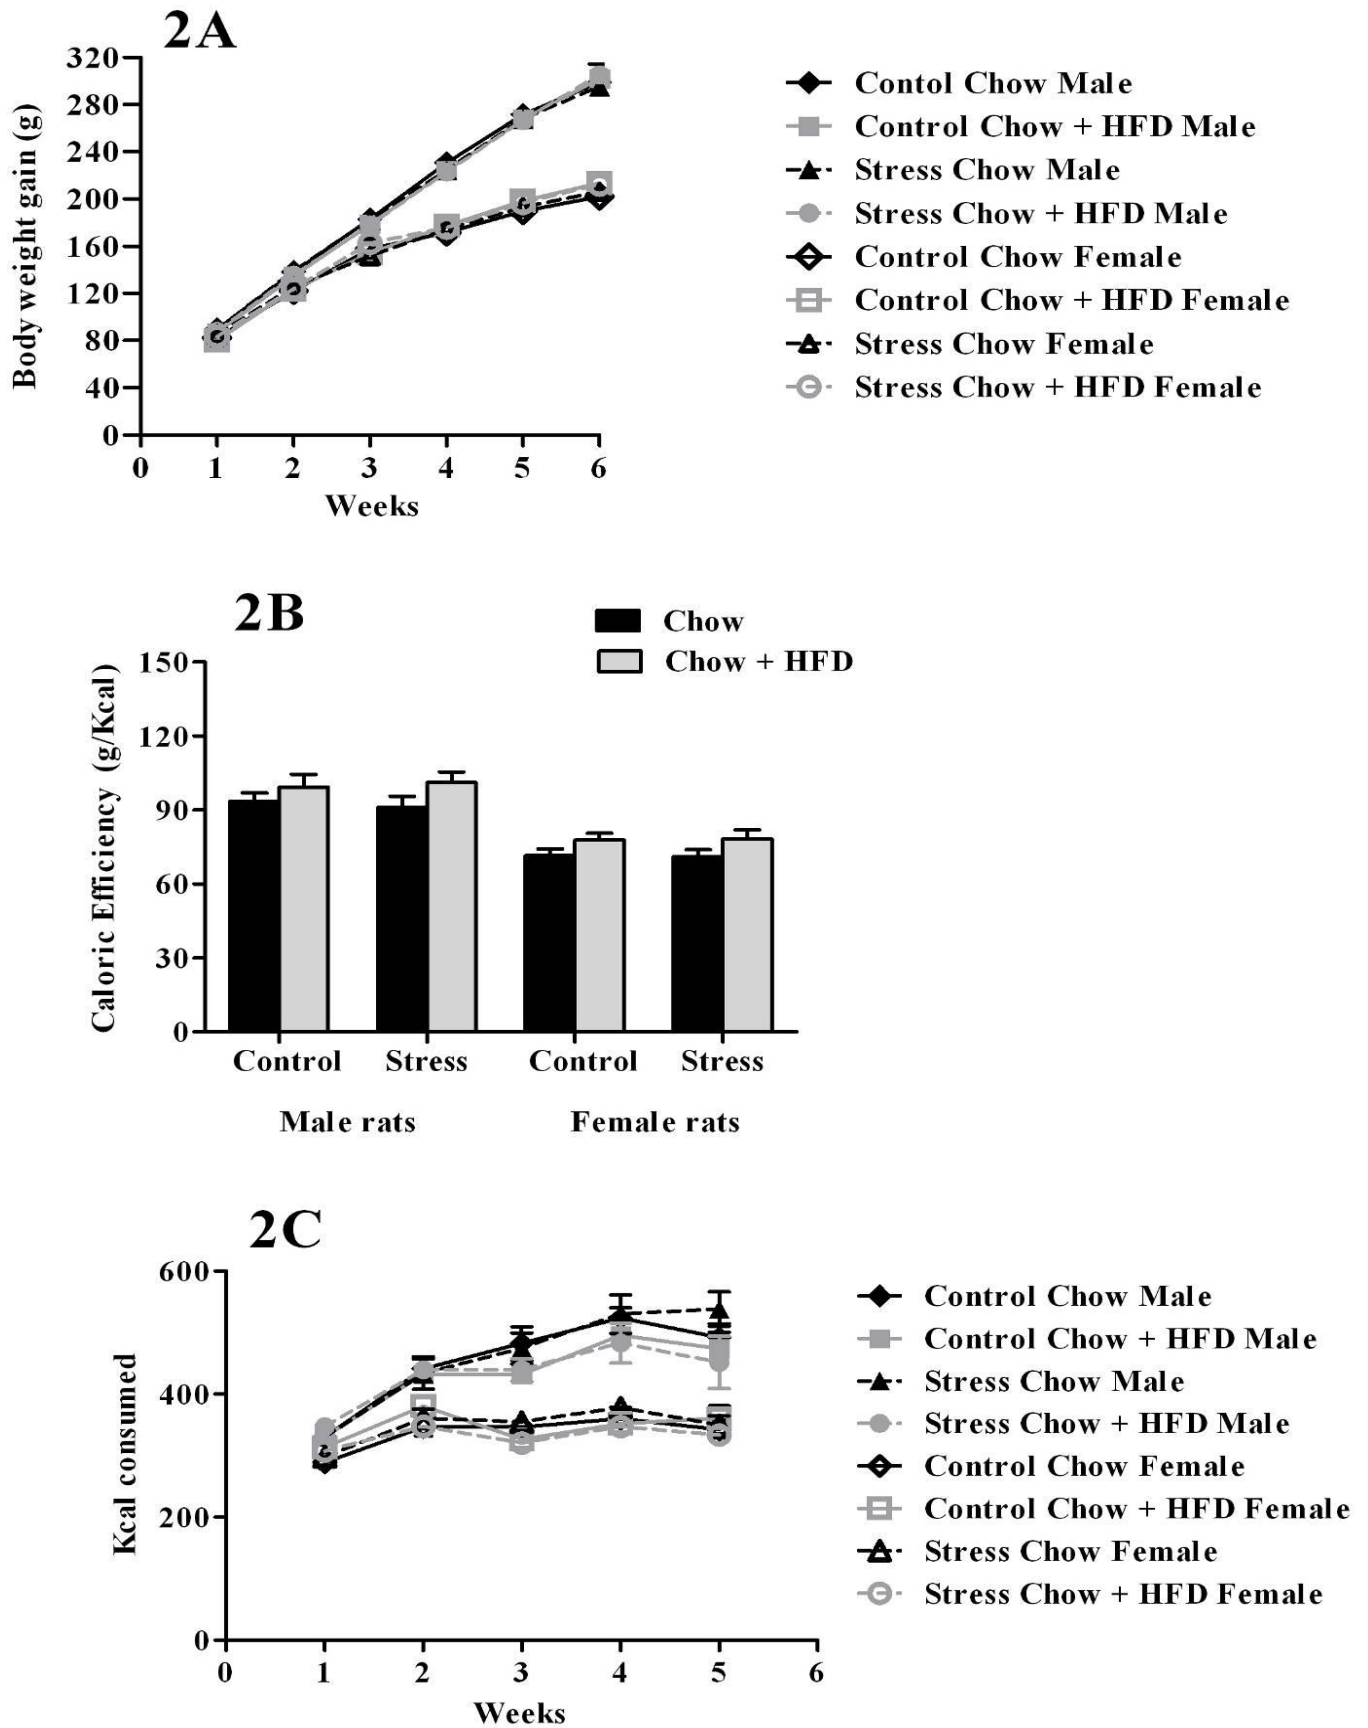 2A
320
280
240
200
160
120
80
40
0
Body weight gain (g)
0 1 2 3 4 5 6
Weeks
Contol Chow Male
Control Chow + HFD Male
Stress Chow Male
Stress Chow + HFD Male
Control Chow Female
Control Chow + HFD Female
Stress Chow Female
Stress Chow + HFD Female
2B
Chow
Chow + HFD
150
120
90
60
30
0
Caloric Efficiency (g/Kcal)
Control Stress Control Stress
Male rats Female rats
2C
600
400
200
0
Kcal consumed
0 1 2 3 4 5 6
Weeks
Control Chow Male
Control Chow + HFD Male
Stress Chow Male
Stress Chow + HFD Male
Control Chow Female
Control Chow + HFD Female
Stress Chow Female
Stress Chow + HFD Female